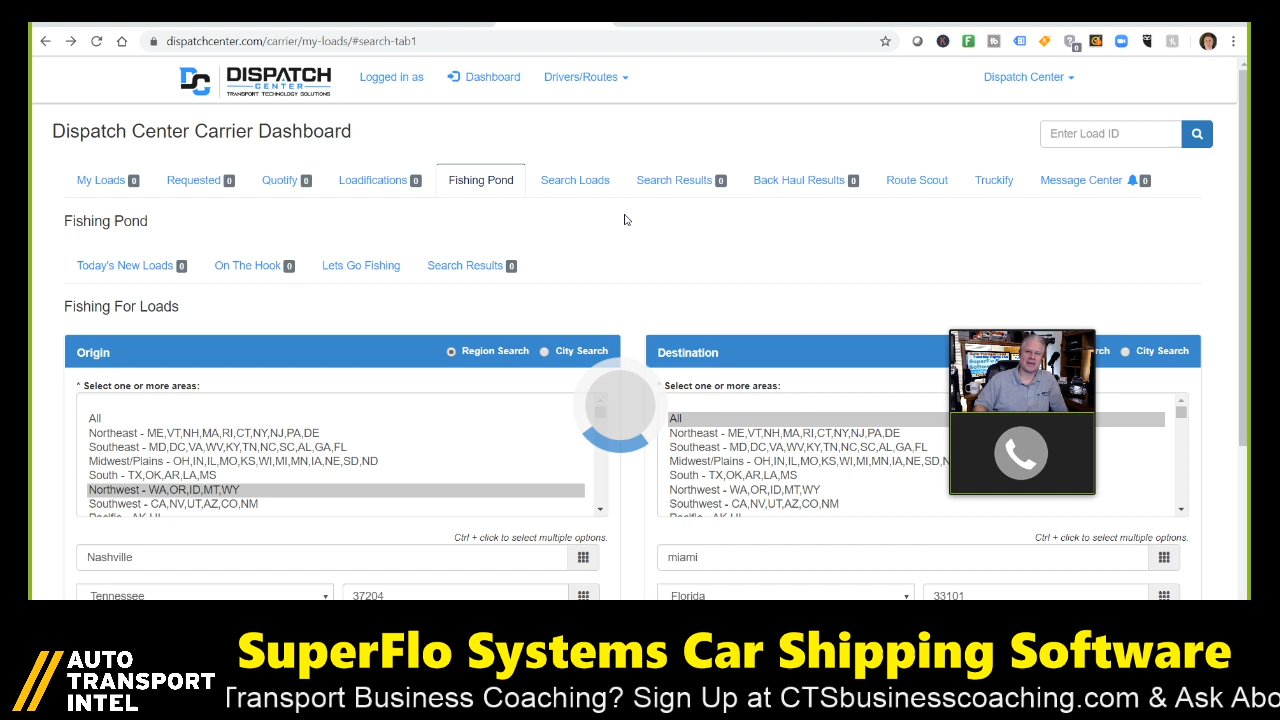 dispatchcenter.com/carrier/my-loads/#search-tab1
DC DISPATCH
CENTER
TRANSPORT TECHNOLOGY SOLUTIONS
Logged in as Dashboard Drivers/Routes Dispatch Center
Dispatch Center Carrier Dashboard
Enter Load ID
My Loads 0 Requested 0 Quotify 0 Loadifications 0 Fishing Pond Search Loads Search Results 0 Back Haul Results 0 Route Scout Truckify Message Center 0
Fishing Pond
Today's New Loads 0 On The Hook 0 Lets Go Fishing Search Results 0
Fishing For Loads
Origin Region Search City Search
Destination City Search
* Select one or more areas:
All
Northeast - ME,VT,NH,MA,RI,CT,NY,NJ,PA,DE
Southeast - MD,DC,VA,WV,KY,TN,NC,SC,AL,GA,FL
Midwest/Plains - OH,IN,IL,MO,KS,WI,MI,MN,IA,NE,SD,ND
South - TX,OK,AR,LA,MS
Northwest - WA,OR,ID,MT,WY
Southwest - CA,NV,UT,AZ,CO,NM
Pacific - AK,HI
Ctrl + click to select multiple options.
Nashville
Tennessee 37204
* Select one or more areas:
All
Northeast - ME,VT,NH,MA,RI,CT,NY,NJ,PA,DE
Southeast - MD,DC,VA,WV,KY,TN,NC,SC,AL,GA,FL
Midwest/Plains - OH,IN,IL,MO,KS,WI,MI,MN,IA,N
South - TX,OK,AR,LA,MS
Northwest - WA,OR,ID,MT,WY
Southwest - CA,NV,UT,AZ,CO,NM
Ctrl + click to select multiple options.
miami
Florida 33101
AUTO
TRANSPORT
INTEL
SuperFlo Systems Car Shipping Software
Transport Business Coaching? Sign Up at CTSbusinesscoaching.com & Ask Abo